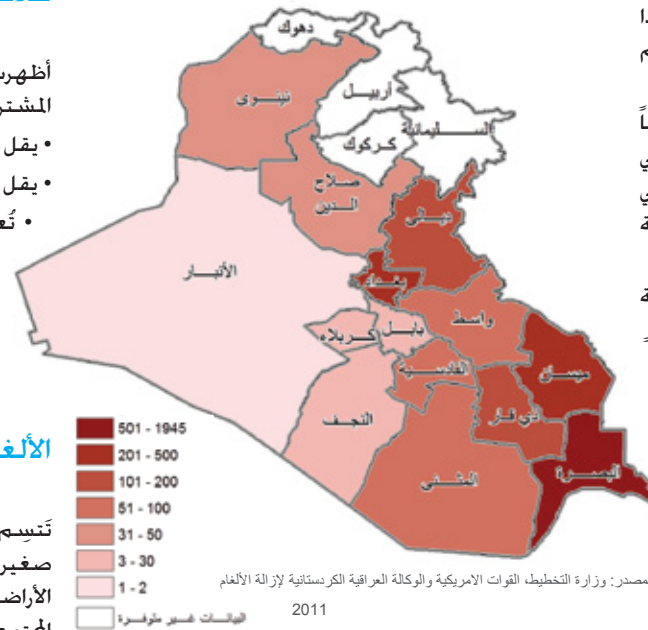 أظهرت
المشتر
• يقل
• يقل
• تُع
الألغ
تَتسِم
صغير
الأراض
دهوك
نينوى
أربيل
السليمانية
كركوك
صلاح
الدين
ديالى
الأنبار
بغداد
واسط
بابل
كربلاء
القادسية
ميسان
النجف
ذي قار
المثنى
البصرة
501 - 1945
201 - 500
101 - 200
51 - 100
31 - 50
3 - 30
1 - 2
البيانات غير متوفرة
مصدر: وزارة التخطيط، القوات الامريكية والوكالة العراقية الكردستانية لإزالة الألغام
2011